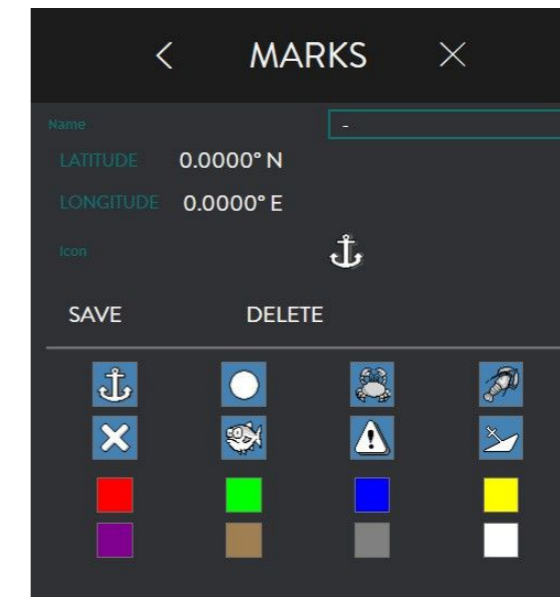 MARKS
Name -
LATITUDE 0.0000° N
LONGITUDE 0.0000° E
Icon
SAVE DELETE